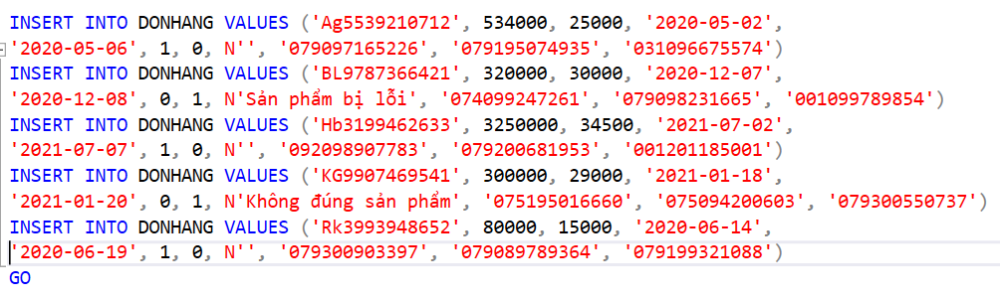 INSERT INTO DONHANG VALUES ('Ag5539210712', 534000, 25000, '2020-05-02',
'2020-05-06', 1, 0, N'', '079097165226', '079195074935', '031096675574')
INSERT INTO DONHANG VALUES ('BL9787366421', 320000, 30000, '2020-12-07',
'2020-12-08', 0, 1, N'Sản phẩm bị lỗi', '074099247261', '079098231665', '001099789854')
INSERT INTO DONHANG VALUES ('Hb3199462633', 3250000, 34500, '2021-07-02',
'2021-07-07', 1, 0, N'', '092098907783', '079200681953', '001201185001')
INSERT INTO DONHANG VALUES ('KG9907469541', 300000, 29000, '2021-01-18',
'2021-01-20', 0, 1, N'Không đúng sản phẩm', '075195016660', '075094200603', '079300550737')
INSERT INTO DONHANG VALUES ('Rk3993948652', 80000, 15000, '2020-06-14',
'2020-06-19', 1, 0, N'', '079300903397', '079089789364', '079199321088')
GO